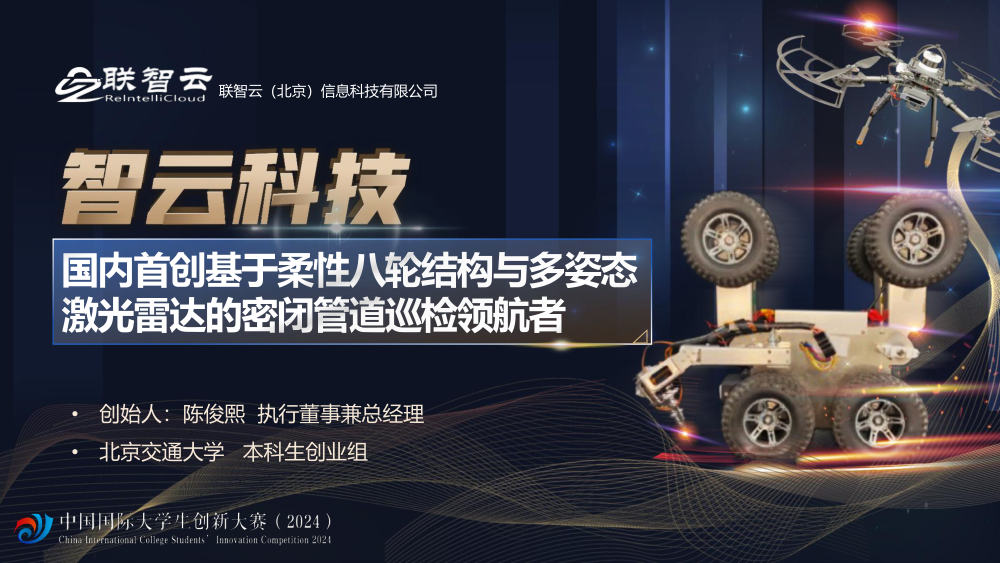 联智云
ReIntelliCloud
联智云（北京）信息科技有限公司
智云科技
国内首创基于柔性八轮结构与多姿态
激光雷达的密闭管道巡检领航者
• 创始人：陈俊熙 执行董事兼总经理
• 北京交通大学 本科生创业组
中国国际大学生创新大赛（2024）
China International College Students' Innovation Competition 2024